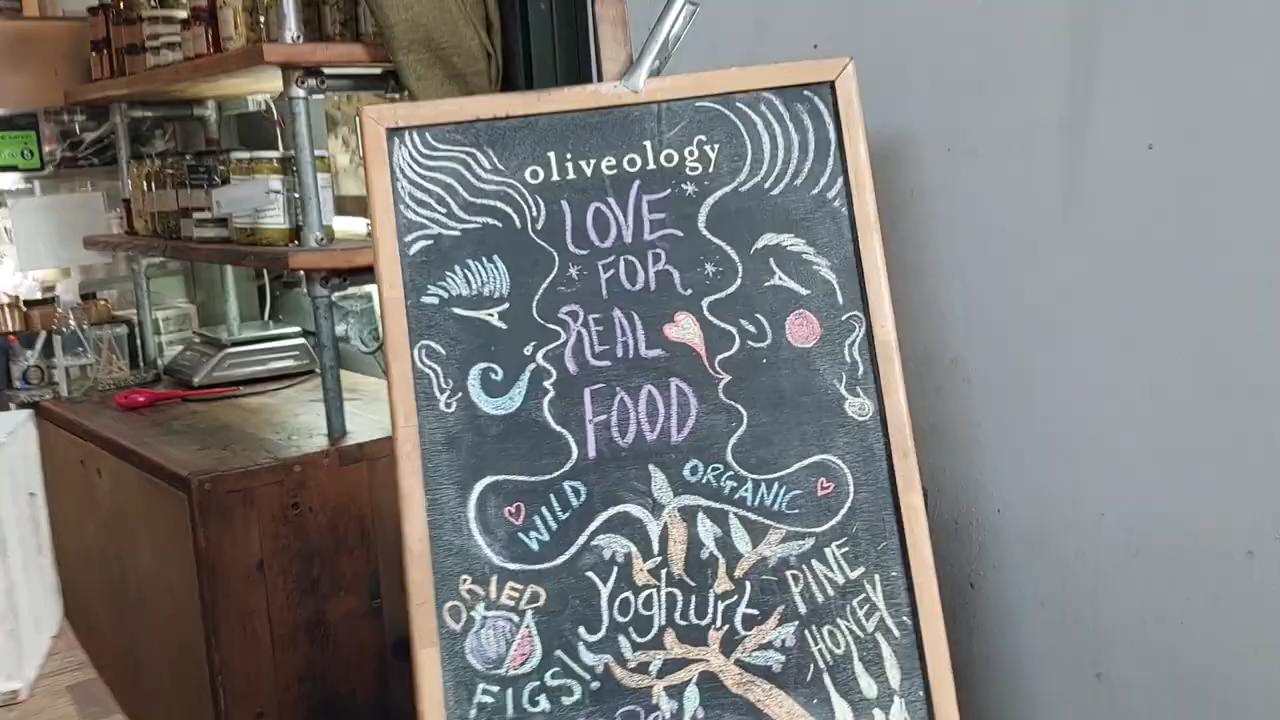 oliveology
LOVE
FOR
REAL
FOOD
WILD
ORGANIC
DRIED
FIGS!
Yoghurt
PINE
HONEY